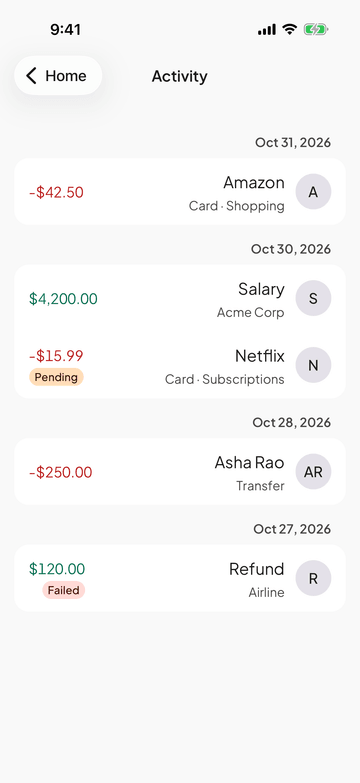 9:41
Home
Activity
Oct 31, 2026
-$42.50
Amazon
Card · Shopping
A
Oct 30, 2026
$4,200.00
Salary
Acme Corp
S
-$15.99
Pending
Netflix
Card · Subscriptions
N
Oct 28, 2026
-$250.00
Asha Rao
Transfer
AR
Oct 27, 2026
$120.00
Failed
Refund
Airline
R